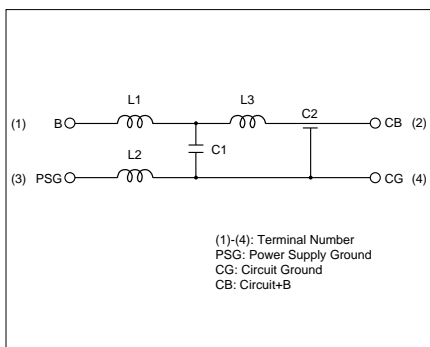 L1
L3
C2
(1) B
CB (2)
C1
L2
(3) PSG
CG (4)
(1)-(4): Terminal Number
PSG: Power Supply Ground
CG: Circuit Ground
CB: Circuit+B